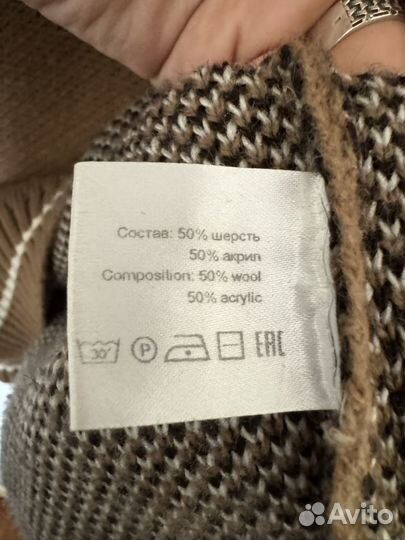 Состав: 50% шерсть
50% акрил
Composition: 50% wool
50% acrylic
30° P EAC
Avito